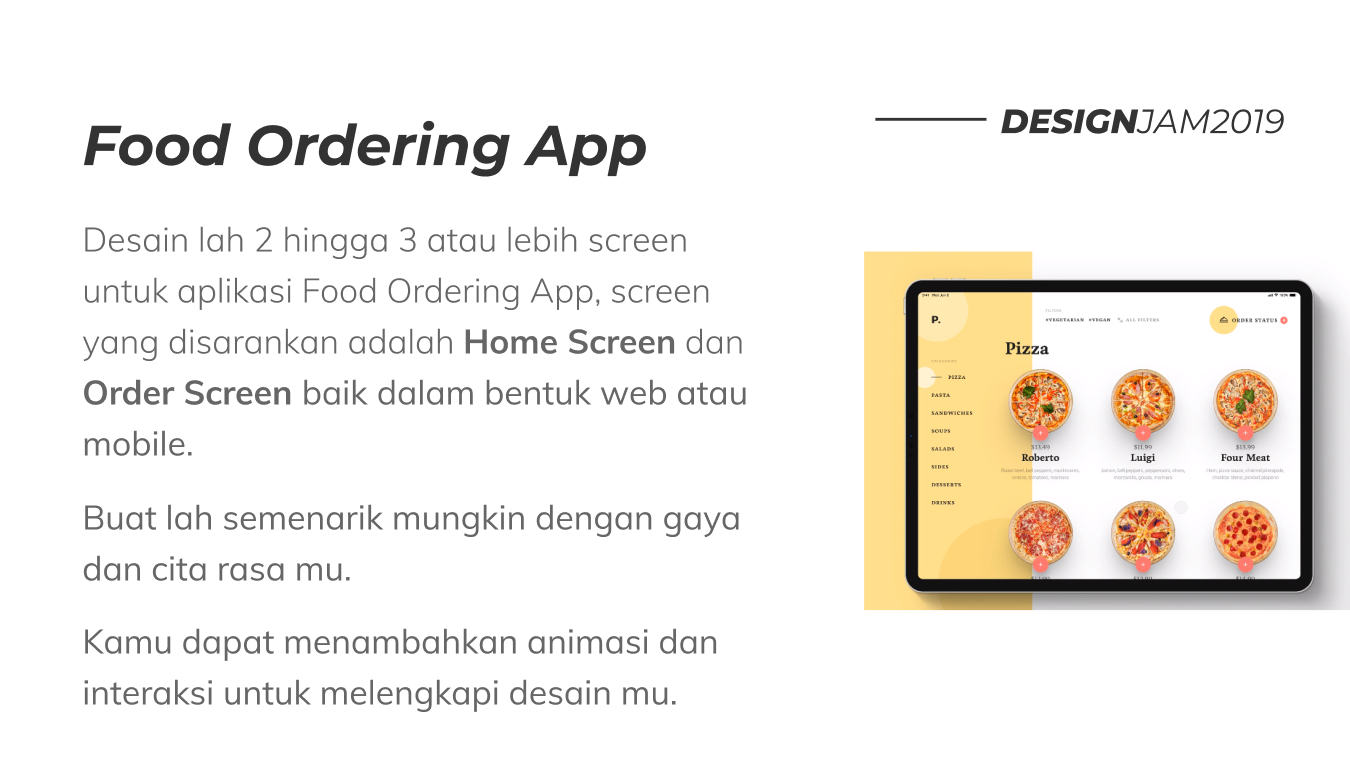 Food Ordering App
DESIGNJAM2019
Desain lah 2 hingga 3 atau lebih screen
untuk aplikasi Food Ordering App, screen
yang disarankan adalah Home Screen dan
Order Screen baik dalam bentuk web atau
mobile.
Buat lah semenarik mungkin dengan gaya
dan cita rasa mu.
Kamu dapat menambahkan animasi dan
interaksi untuk melengkapi desain mu.
P.
#VEGETARIAN #VEGAN ALL FILTERS
ORDER STATUS
Pizza
PIZZA
PASTA
SANDWICHES
SOUPS
SALADS
SIDES
DESSERTS
DRINKS
$13.49 $11.99 $13.99
Roberto Luigi Four Meat